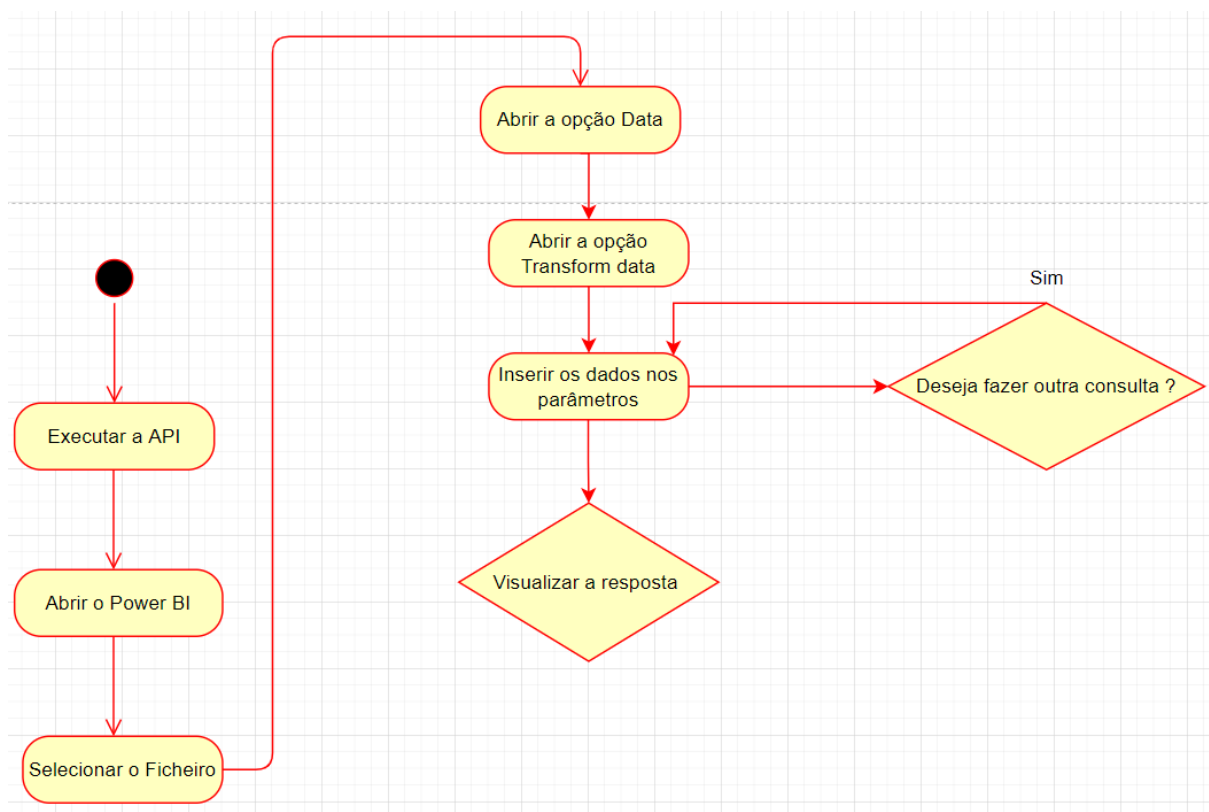 Abrir a opção Data
Abrir a opção
Transform data
Sim
Inserir os dados nos
parâmetros
Deseja fazer outra consulta ?
Executar a API
Visualizar a resposta
Abrir o Power BI
Selecionar o Ficheiro